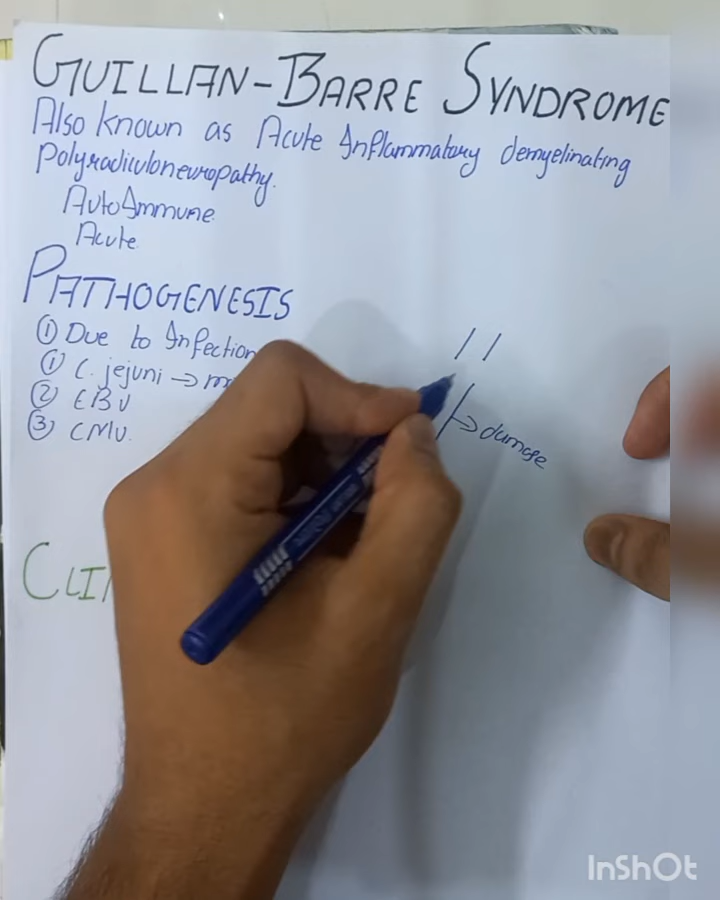 GUILLAN-BARRE SYNDROME
Also known as Acute Inflammatory demyelinating
Polyradiculoneuropathy.
AutoImmune
Acute
PATHOGENESIS
① Due to Infection
① C. jejuni →
② EBV
③ CMV.
→ damage
CLI
InShOt